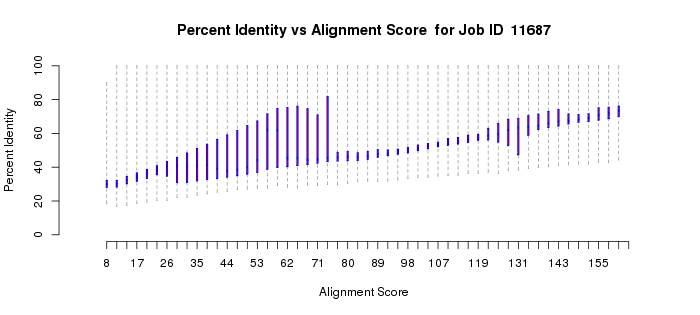 Percent Identity vs Alignment Score for Job ID 11687
Percent Identity
100
80
60
40
20
0
8 17 26 35 44 53 62 71 80 89 98 107 119 131 143 155
Alignment Score